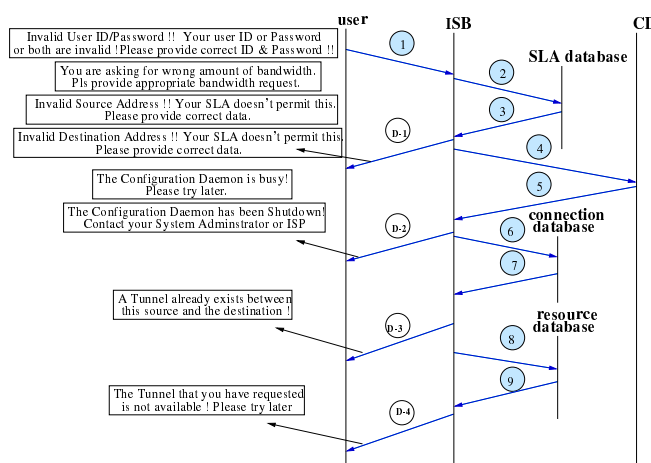 user
ISB
CD
Invalid User ID/Password !! Your user ID or Password
or both are invalid !Please provide correct ID & Password !!
1
SLA database
You are asking for wrong amount of bandwidth.
Pls provide appropriate bandwidth request.
2
Invalid Source Address !! Your SLA doesn't permit this.
Please provide correct data.
3
Invalid Destination Address !! Your SLA doesn't permit this.
Please provide correct data.
D-1
4
The Configuration Daemon is busy!
Please try later.
5
The Configuration Daemon has been Shutdown!
Contact your System Adminstrator or ISP
D-2
6
connection
database
7
A Tunnel already exists between
this source and the destination !
D-3
resource
database
8
9
The Tunnel that you have requested
is not available ! Please try later
D-4